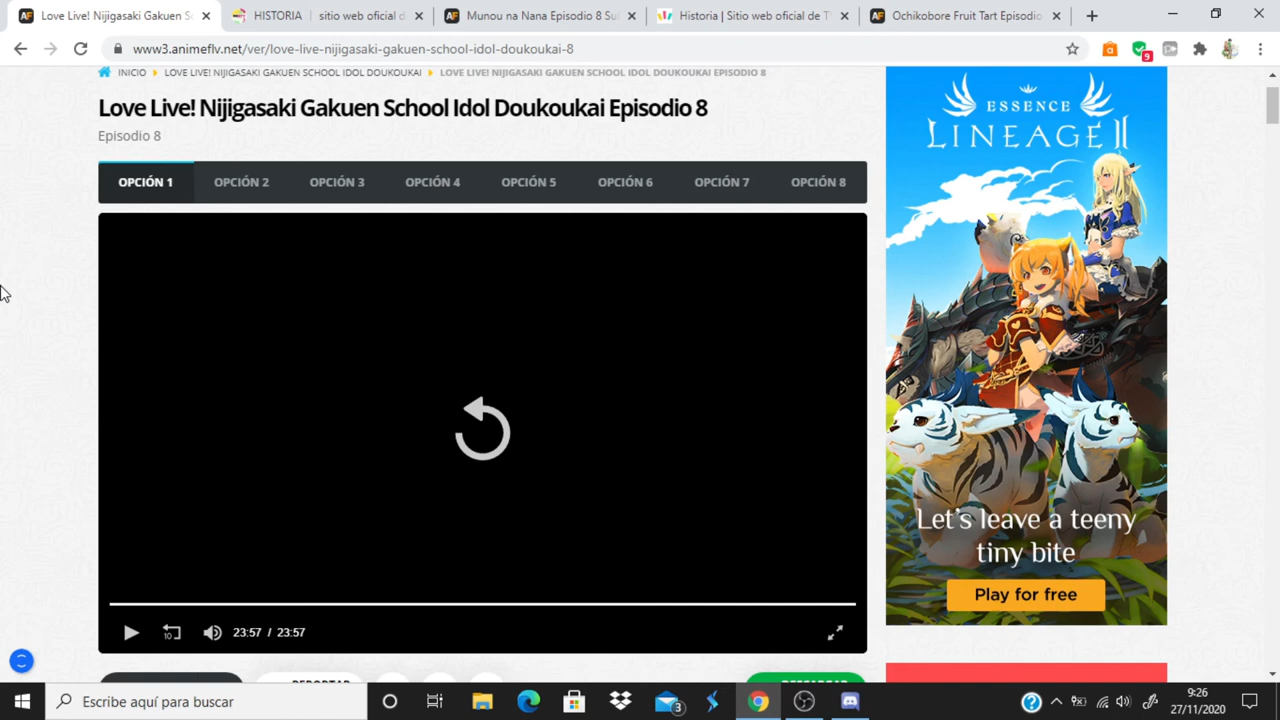 Love Live! Nijigasaki Gakuen S
HISTORIA | sitio web oficial d
Munou na Nana Episodio 8 Su
Historia | Sitio web oficial de T
Ochikobore Fruit Tart Episodio
www3.animeflv.net/ver/love-live-nijigasaki-gakuen-school-idol-doukoukai-8
9
INICIO LOVE LIVE! NIJIGASAKI GAKUEN SCHOOL IDOL DOUKOUKAI LOVE LIVE! NIJIGASAKI GAKUEN SCHOOL IDOL DOUKOUKAI EPISODIO 8
Love Live! Nijigasaki Gakuen School Idol Doukoukai Episodio 8
Episodio 8
OPCIÓN 1 OPCIÓN 2 OPCIÓN 3 OPCIÓN 4 OPCIÓN 5 OPCIÓN 6 OPCIÓN 7 OPCIÓN 8
ESSENCE
LINEAGE II
Let's leave a teeny
tiny bite
Play for free
10
23:57 / 23:57
REPORTAR
DESCARGAR
Escribe aquí para buscar
3
9:26
27/11/2020